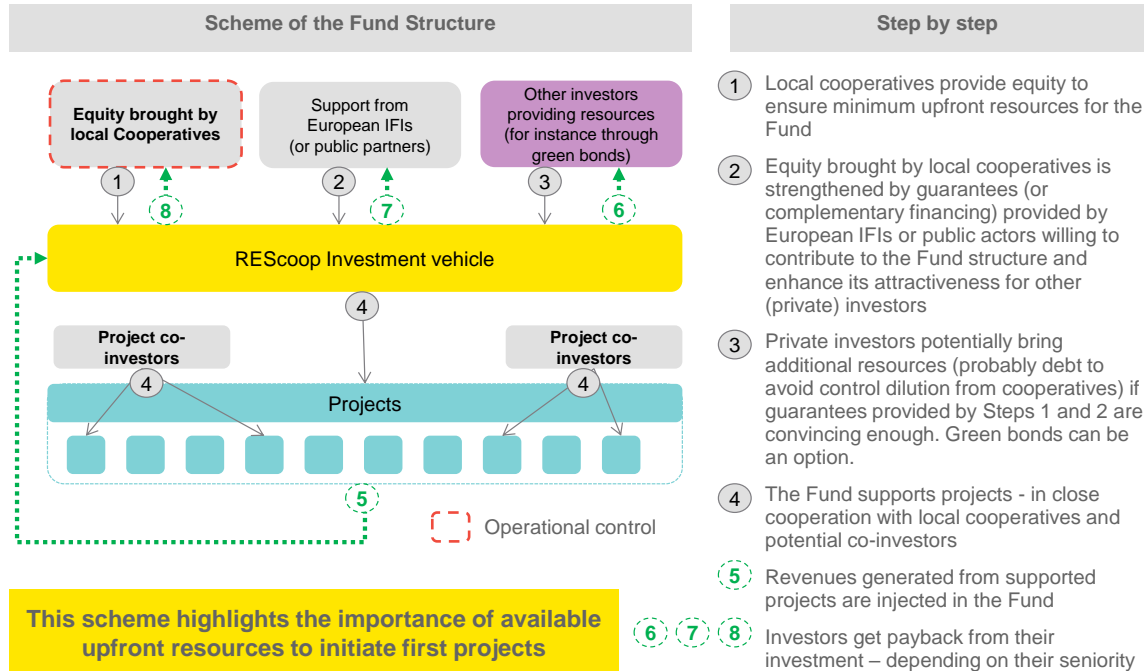 Scheme of the Fund Structure
Equity brought by
local Cooperatives
Support from
European IFIs
(or public partners)
Other investors
providing resources
(for instance through
green bonds)
1
8
2
7
3
6
REScoop Investment vehicle
4
Project co-
investors
Project co-
investors
4
4
Projects
5
Operational control
This scheme highlights the importance of available
upfront resources to initiate first projects
Step by step
1
Local cooperatives provide equity to
ensure minimum upfront resources for the
Fund
2
Equity brought by local cooperatives is
strengthened by guarantees (or
complementary financing) provided by
European IFIs or public actors willing to
contribute to the Fund structure and
enhance its attractiveness for other
(private) investors
3
Private investors potentially bring
additional resources (probably debt to
avoid control dilution from cooperatives) if
guarantees provided by Steps 1 and 2 are
convincing enough. Green bonds can be
an option.
4
The Fund supports projects - in close
cooperation with local cooperatives and
potential co-investors
5
Revenues generated from supported
projects are injected in the Fund
6 7 8
Investors get payback from their
investment – depending on their seniority